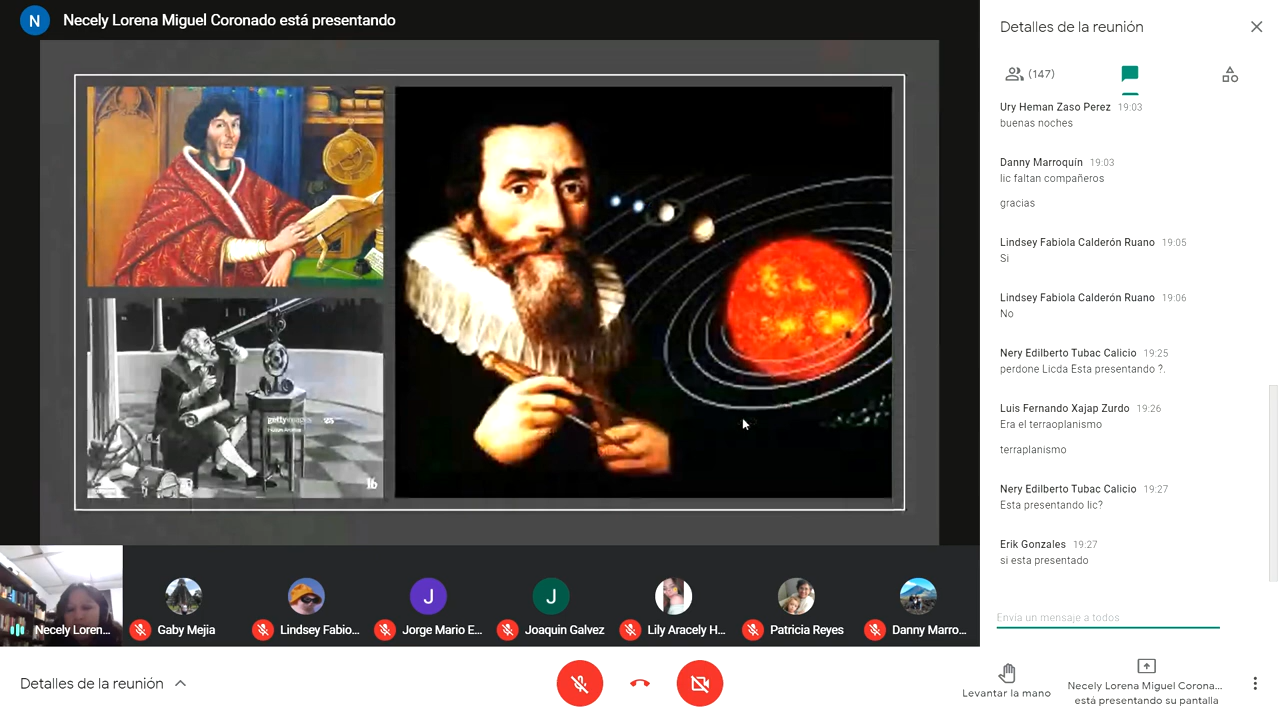 N Necely Lorena Miguel Coronado está presentando
gettyimages
16
Necely Loren...
Gaby Mejia
Lindsey Fabio...
J
Jorge Mario E...
J
Joaquin Galvez
Lily Aracely H...
Patricia Reyes
Danny Marro...
Detalles de la reunión
Detalles de la reunión
(147)
Ury Heman Zaso Perez 19:03
buenas noches
Danny Marroquín 19:03
lic faltan compañeros
gracias
Lindsey Fabiola Calderón Ruano 19:05
Si
Lindsey Fabiola Calderón Ruano 19:06
No
Nery Edilberto Tubac Calicio 19:25
perdone Licda Esta presentando ?.
Luis Fernando Xajap Zurdo 19:26
Era el terraoplanismo
terraplanismo
Nery Edilberto Tubac Calicio 19:27
Esta presentando lic?
Erik Gonzales 19:27
si esta presentado
Envía un mensaje a todos
Levantar la mano
Necely Lorena Miguel Corona...
está presentando su pantalla